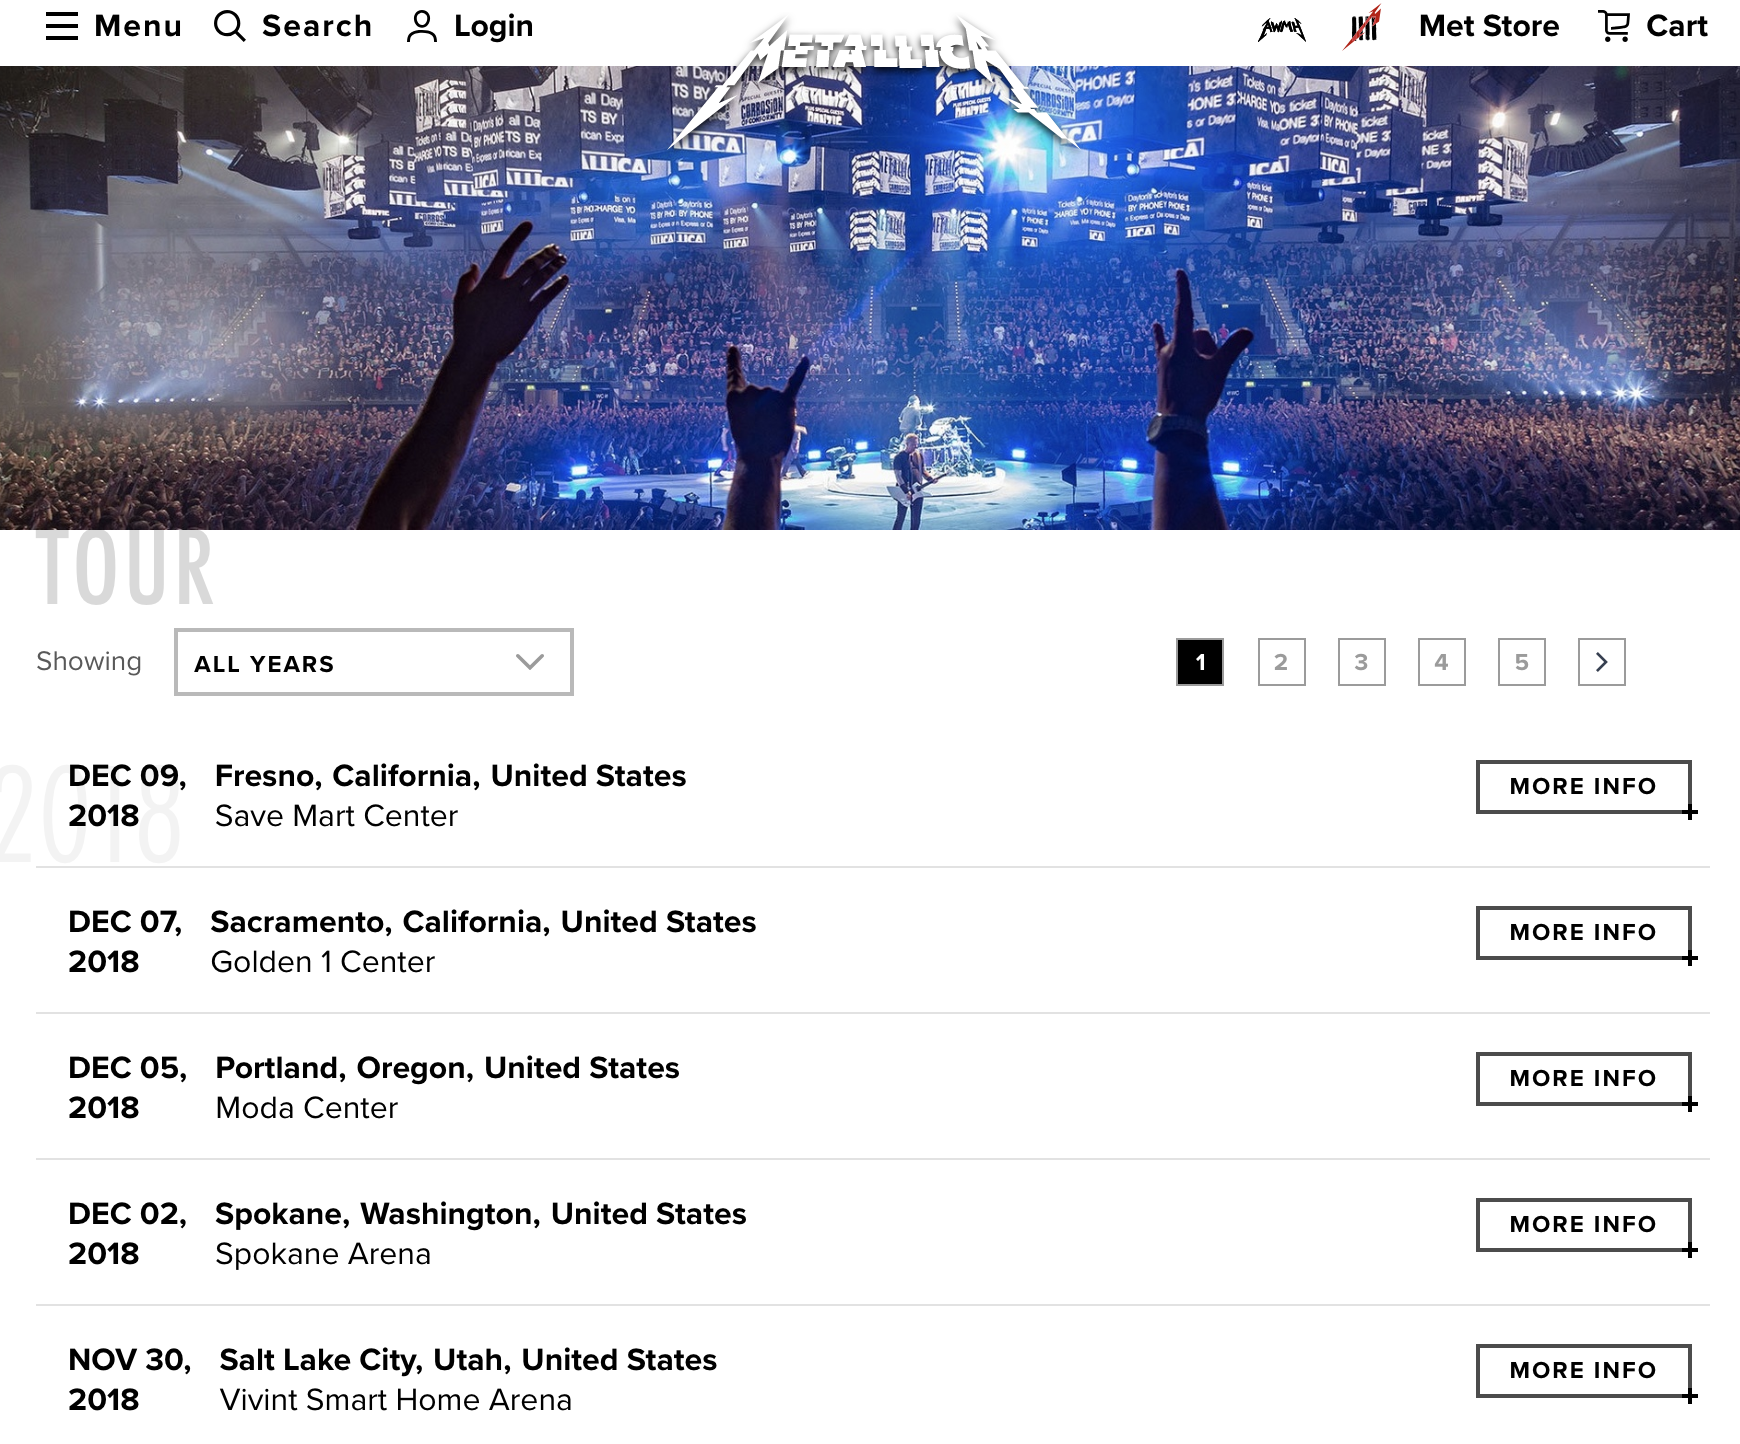 Menu
Search
Login
METALLICA
AWMH
Met Store
Cart
TOUR
Showing
ALL YEARS
1
2
3
4
5
2018
DEC 09, 2018
Fresno, California, United States
Save Mart Center
MORE INFO
DEC 07, 2018
Sacramento, California, United States
Golden 1 Center
MORE INFO
DEC 05, 2018
Portland, Oregon, United States
Moda Center
MORE INFO
DEC 02, 2018
Spokane, Washington, United States
Spokane Arena
MORE INFO
NOV 30, 2018
Salt Lake City, Utah, United States
Vivint Smart Home Arena
MORE INFO